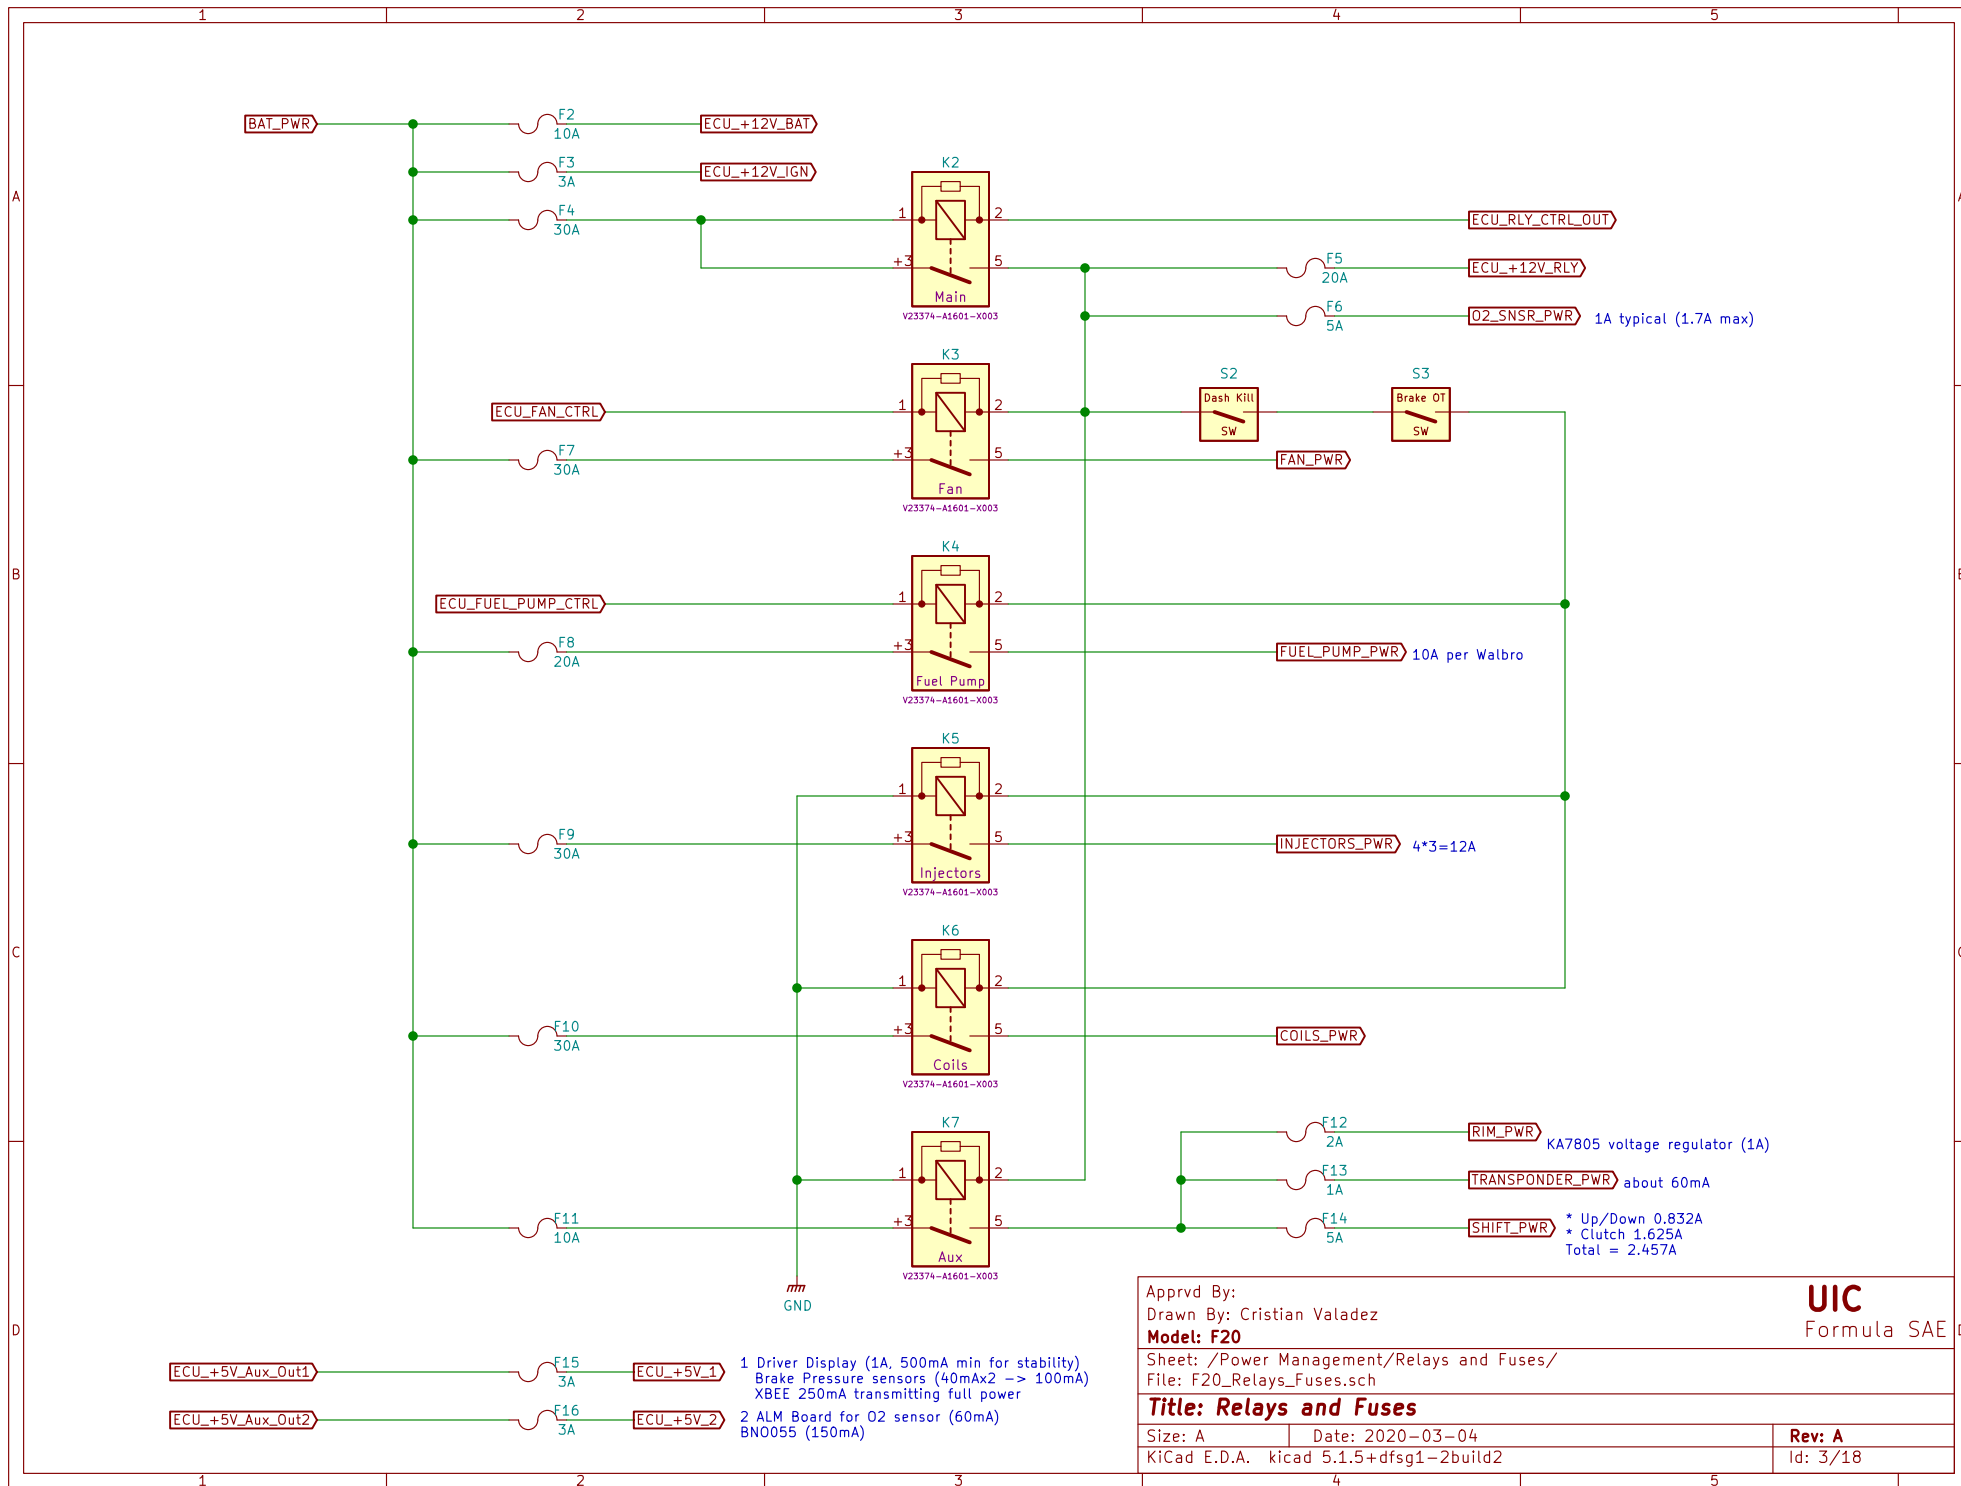 1 2 3 4 5
BAT_PWR
F2
10A
ECU_+12V_BAT
F3
3A
ECU_+12V_IGN
A
F4
30A
K2
1 2
+3 5
Main
V23374-A1601-X003
ECU_RLY_CTRL_OUT
F5
20A
ECU_+12V_RLY
F6
5A
O2_SNSR_PWR
1A typical (1.7A max)
K3
1 2
+3 5
Fan
V23374-A1601-X003
ECU_FAN_CTRL
S2
Dash Kill
SW
S3
Brake OT
SW
F7
30A
FAN_PWR
B
K4
1 2
+3 5
Fuel Pump
V23374-A1601-X003
ECU_FUEL_PUMP_CTRL
F8
20A
FUEL_PUMP_PWR
10A per Walbro
K5
1 2
+3 5
Injectors
V23374-A1601-X003
F9
30A
INJECTORS_PWR
4*3=12A
C
K6
1 2
+3 5
Coils
V23374-A1601-X003
F10
30A
COILS_PWR
K7
1 2
+3 5
Aux
V23374-A1601-X003
F11
10A
F12
2A
RIM_PWR
KA7805 voltage regulator (1A)
F13
1A
TRANSPONDER_PWR
about 60mA
F14
5A
SHIFT_PWR
* Up/Down 0.832A
* Clutch 1.625A
Total = 2.457A
GND
D
ECU_+5V_Aux_Out1
F15
3A
ECU_+5V_1
1 Driver Display (1A, 500mA min for stability)
Brake Pressure sensors (40mAx2 -> 100mA)
XBEE 250mA transmitting full power
ECU_+5V_Aux_Out2
F16
3A
ECU_+5V_2
2 ALM Board for O2 sensor (60mA)
BNO055 (150mA)
Apprvd By:
Drawn By: Cristian Valadez
Model: F20
UIC
Formula SAE
Sheet: /Power Management/Relays and Fuses/
File: F20_Relays_Fuses.sch
Title: Relays and Fuses
Size: A
Date: 2020-03-04
Rev: A
KiCad E.D.A. kicad 5.1.5+dfsg1-2build2
Id: 3/18
1 2 3 4 5